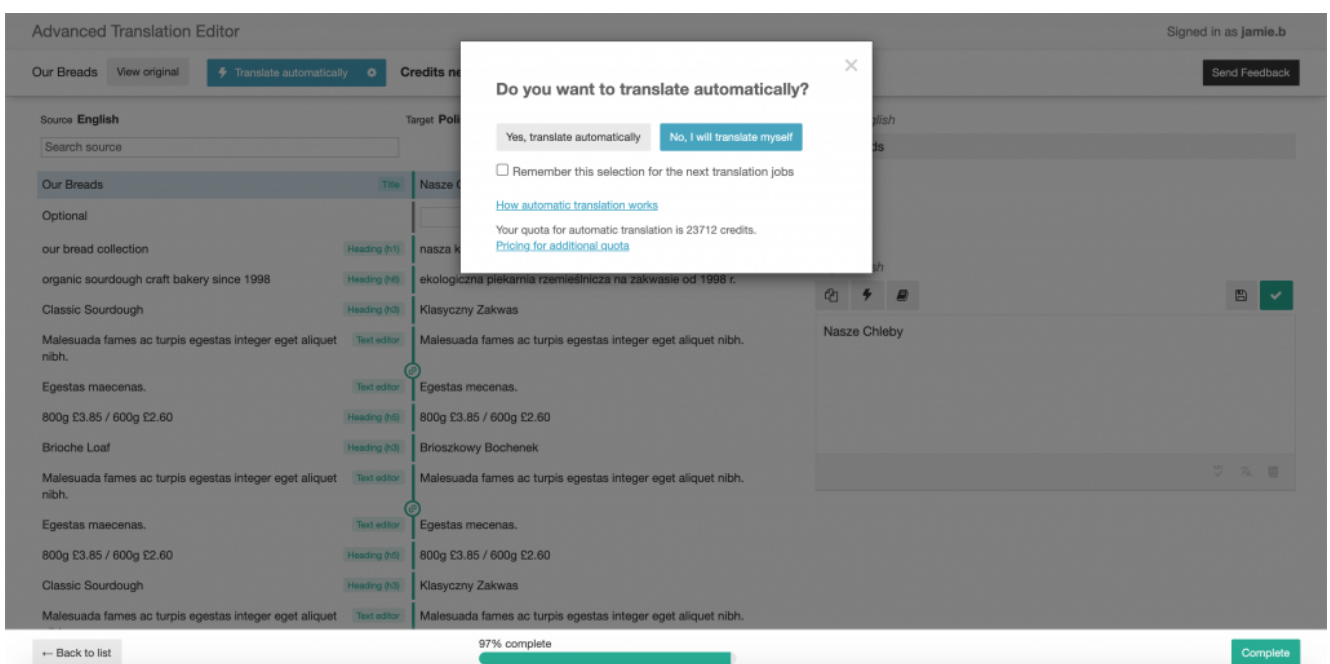 Advanced Translation Editor
Signed in as jamie.b
Our Breads View original Translate automatically Credits ne
Send Feedback
×
Do you want to translate automatically?
Yes, translate automatically No, I will translate myself
Remember this selection for the next translation jobs
How automatic translation works
Your quota for automatic translation is 23712 credits.
Pricing for additional quota
Source English
Target Poli
glish
Search source
ds
Our Breads Title Nasze C
Optional
our bread collection Heading (h1) nasza k
organic sourdough craft bakery since 1998 Heading (h6) ekologiczna piekarnia rzemieślnicza na zakwasie od 1998 r.
sh
Classic Sourdough Heading (h3) Klasyczny Zakwas
Malesuada fames ac turpis egestas integer eget aliquet Text editor Malesuada fames ac turpis egestas integer eget aliquet nibh.
nibh.
Egestas maecenas. Text editor Egestas mecenas.
800g £3.85 / 600g £2.60 Heading (h5) 800g £3.85 / 600g £2.60
Brioche Loaf Heading (h3) Brioszkowy Bochenek
Malesuada fames ac turpis egestas integer eget aliquet Text editor Malesuada fames ac turpis egestas integer eget aliquet nibh.
nibh.
Egestas maecenas. Text editor Egestas mecenas.
800g £3.85 / 600g £2.60 Heading (h5) 800g £3.85 / 600g £2.60
Classic Sourdough Heading (h3) Klasyczny Zakwas
Malesuada fames ac turpis egestas integer eget aliquet Text editor Malesuada fames ac turpis egestas integer eget aliquet nibh.
Nasze Chleby
← Back to list
97% complete
Complete